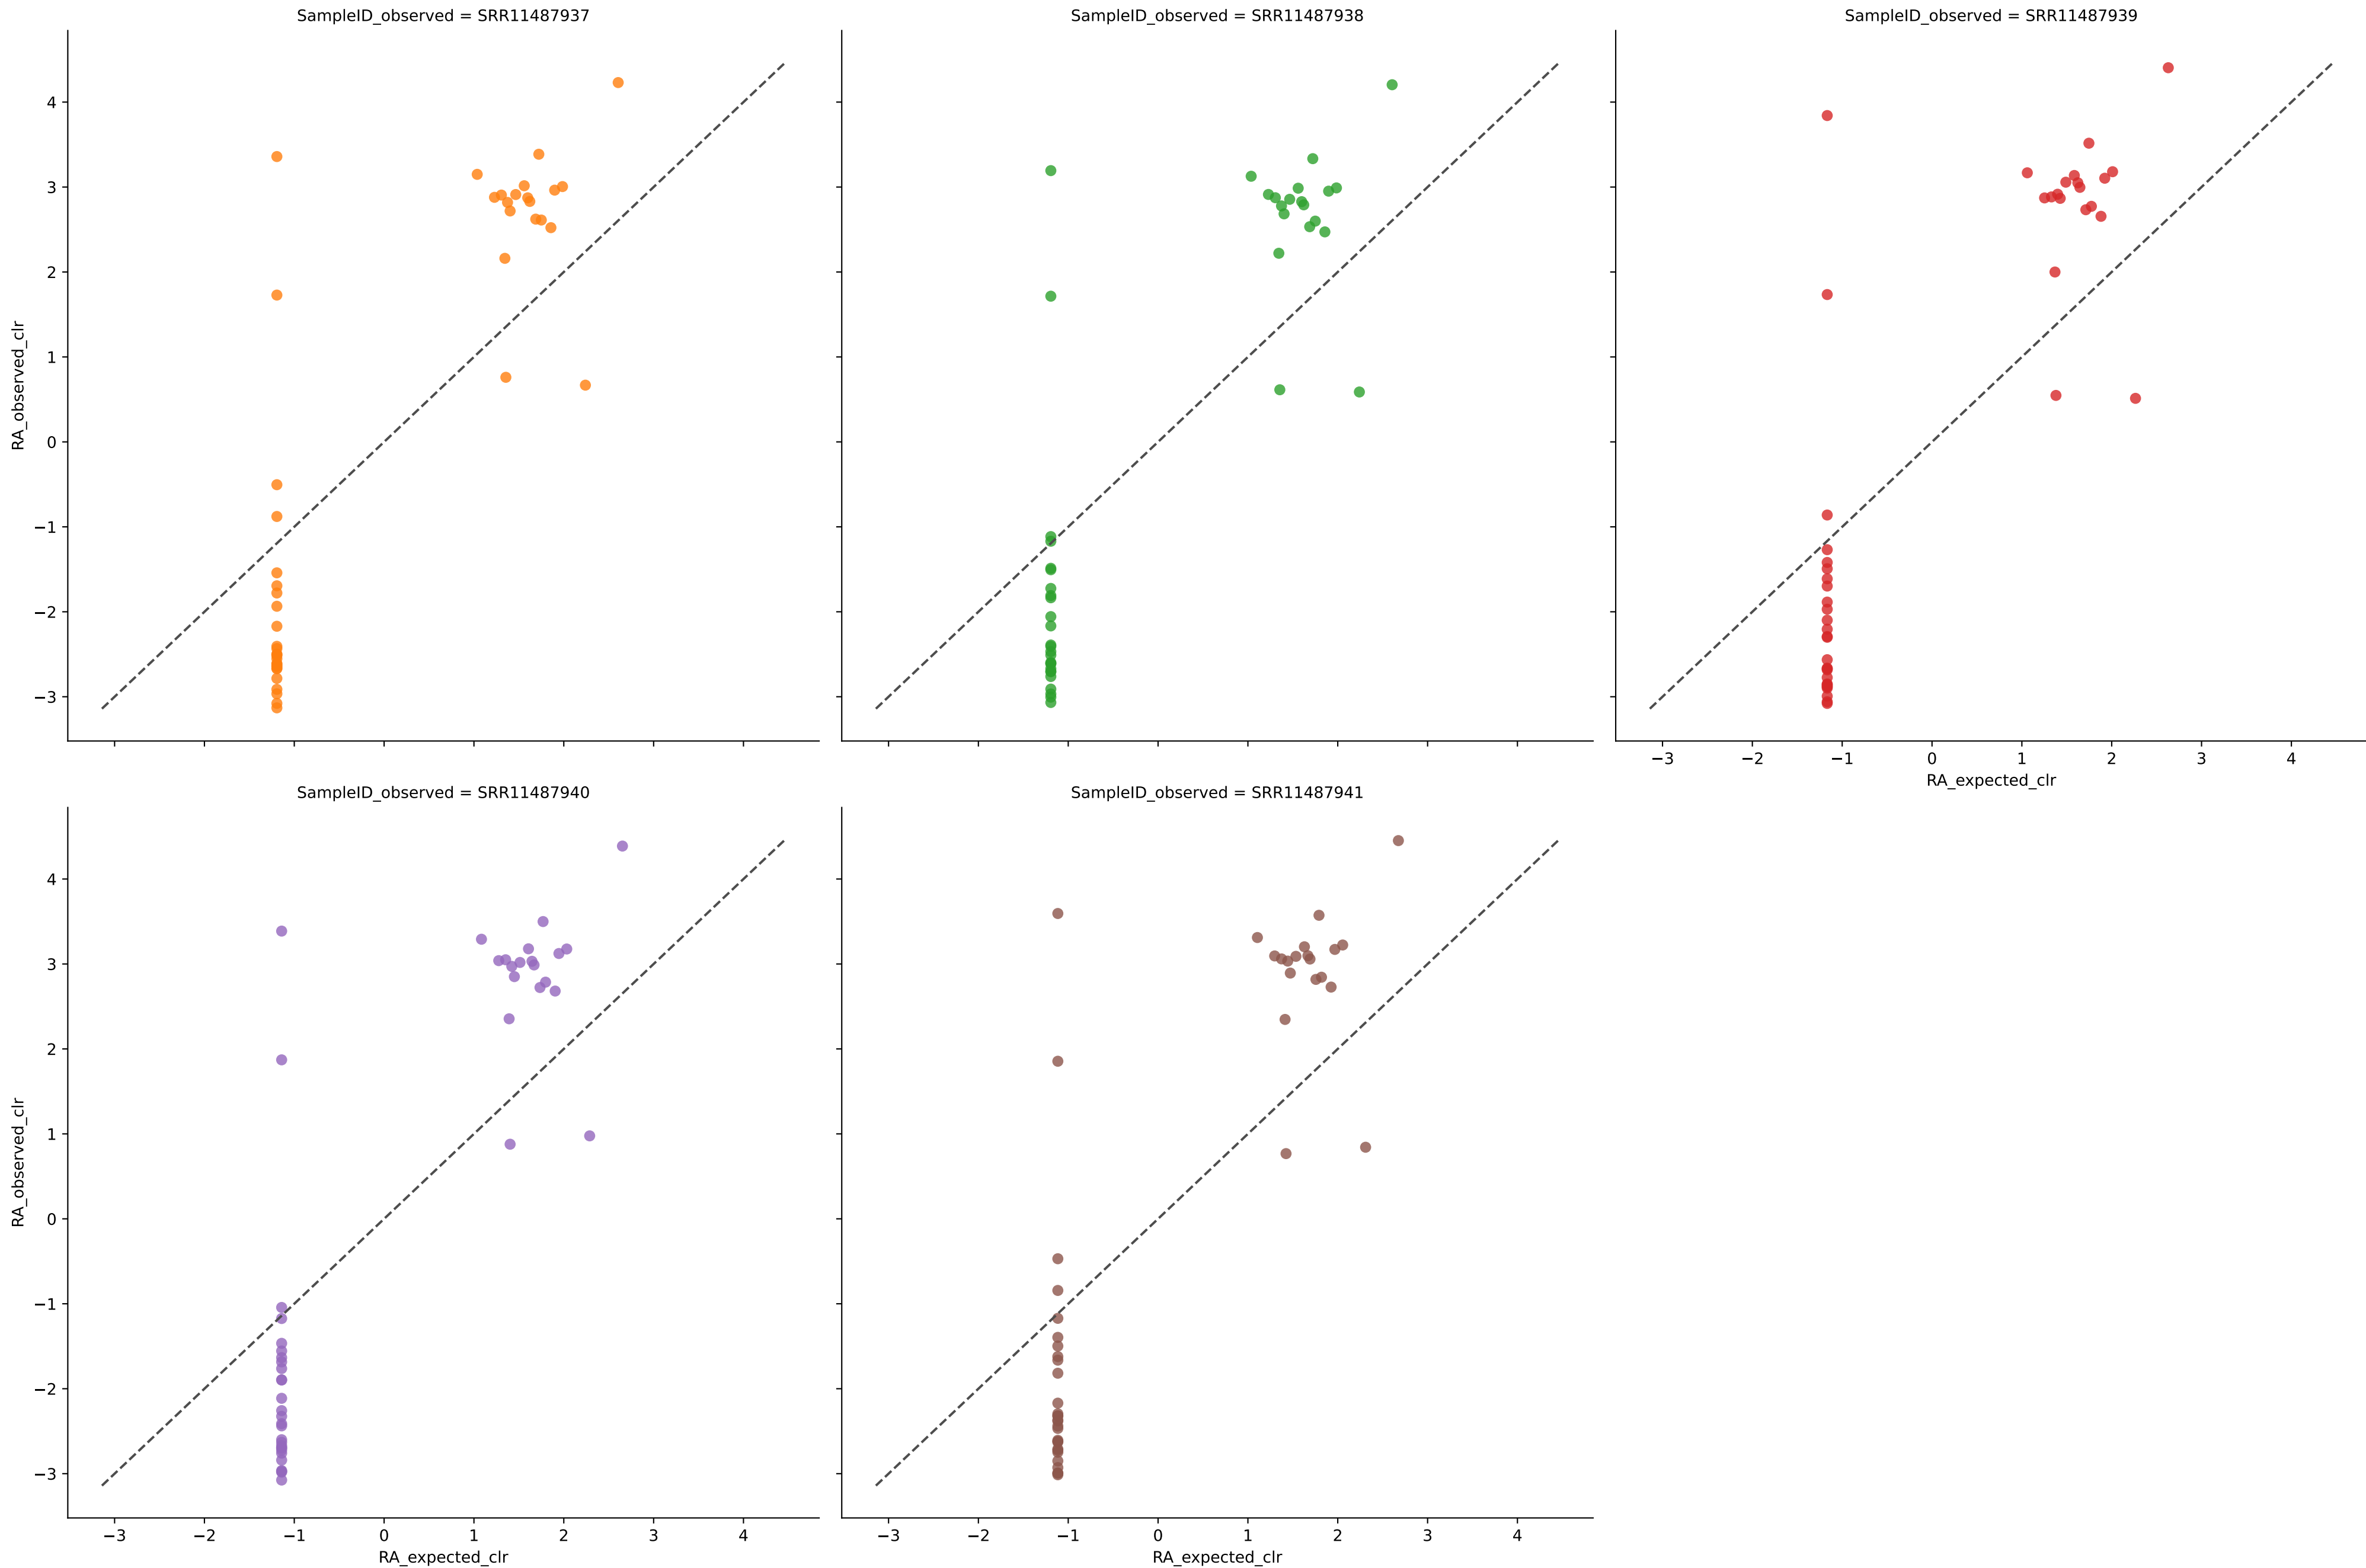 SampleID_observed = SRR11487937
SampleID_observed = SRR11487938
SampleID_observed = SRR11487939
RA_observed_clr
4
3
2
1
0
−1
−2
−3
−3 −2 −1 0 1 2 3 4
RA_expected_clr
SampleID_observed = SRR11487940
SampleID_observed = SRR11487941
RA_observed_clr
4
3
2
1
0
−1
−2
−3
−3 −2 −1 0 1 2 3 4
RA_expected_clr
−3 −2 −1 0 1 2 3 4
RA_expected_clr